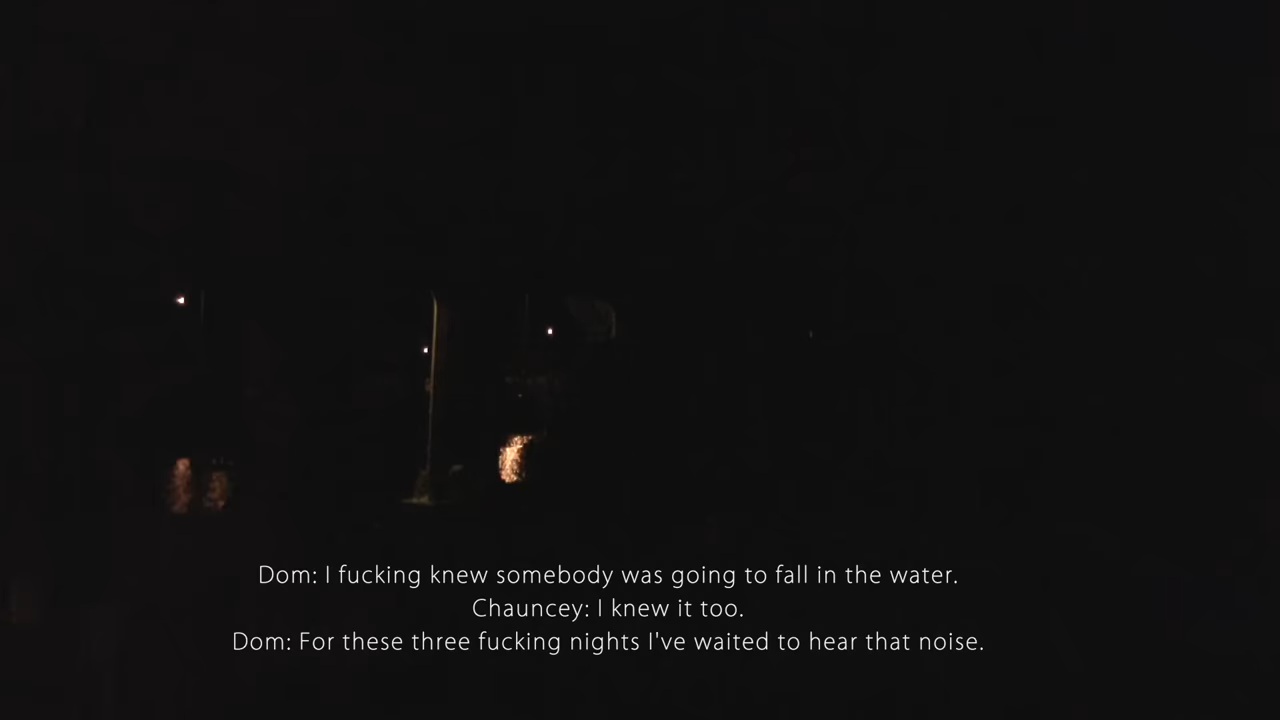 Dom: I fucking knew somebody was going to fall in the water.
Chauncey: I knew it too.
Dom: For these three fucking nights I've waited to hear that noise.